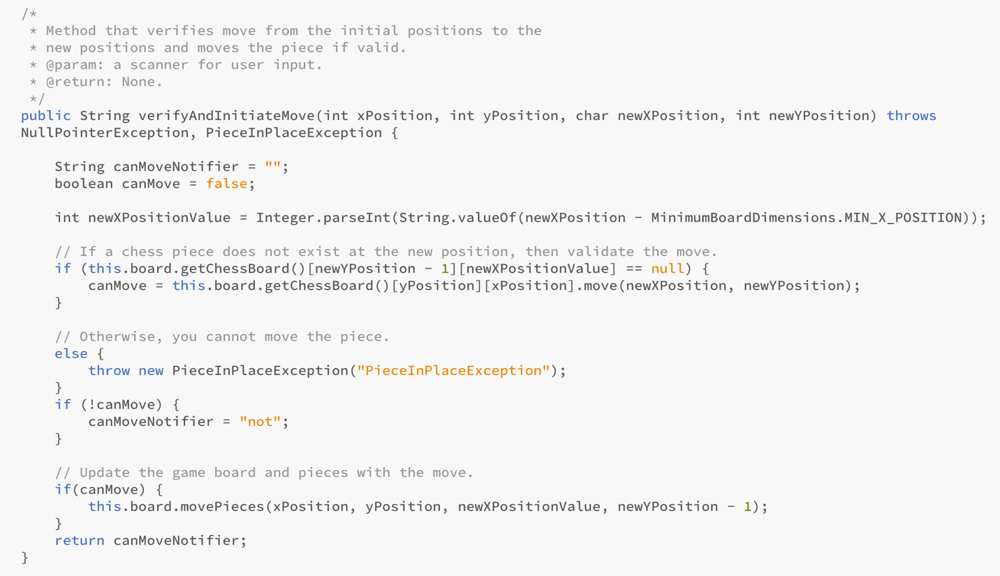 /*
 * Method that verifies move from the initial positions to the
 * new positions and moves the piece if valid.
 * @param: a scanner for user input.
 * @return: None.
 */
public String verifyAndInitiateMove(int xPosition, int yPosition, char newXPosition, int newYPosition) throws
NullPointerException, PieceInPlaceException {

    String canMoveNotifier = "";
    boolean canMove = false;

    int newXPositionValue = Integer.parseInt(String.valueOf(newXPosition - MinimumBoardDimensions.MIN_X_POSITION));

    // If a chess piece does not exist at the new position, then validate the move.
    if (this.board.getChessBoard()[newYPosition - 1][newXPositionValue] == null) {
        canMove = this.board.getChessBoard()[yPosition][xPosition].move(newXPosition, newYPosition);
    }

    // Otherwise, you cannot move the piece.
    else {
        throw new PieceInPlaceException("PieceInPlaceException");
    }
    if (!canMove) {
        canMoveNotifier = "not";
    }

    // Update the game board and pieces with the move.
    if(canMove) {
        this.board.movePieces(xPosition, yPosition, newXPositionValue, newYPosition - 1);
    }
    return canMoveNotifier;
}